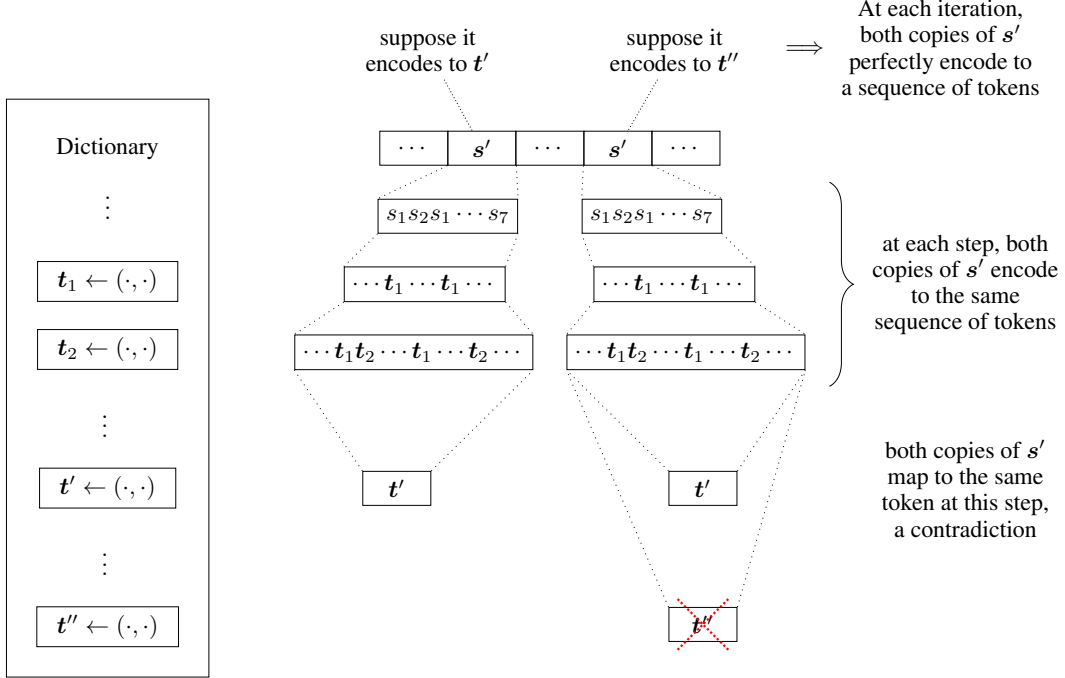 Dictionary
⋮
t₁ ← (·, ·)
t₂ ← (·, ·)
⋮
t′ ← (·, ·)
⋮
t″ ← (·, ·)
suppose it
encodes to t′
suppose it
encodes to t″
⟹
At each iteration,
both copies of s′
perfectly encode to
a sequence of tokens
⋯ s′ ⋯ s′ ⋯
s₁s₂s₁ ⋯ s₇
s₁s₂s₁ ⋯ s₇
⋯ t₁ ⋯ t₁ ⋯
⋯ t₁ ⋯ t₁ ⋯
⋯ t₁t₂ ⋯ t₁ ⋯ t₂ ⋯
⋯ t₁t₂ ⋯ t₁ ⋯ t₂ ⋯
at each step, both
copies of s′ encode
to the same
sequence of tokens
t′
t′
both copies of s′
map to the same
token at this step,
a contradiction
t″